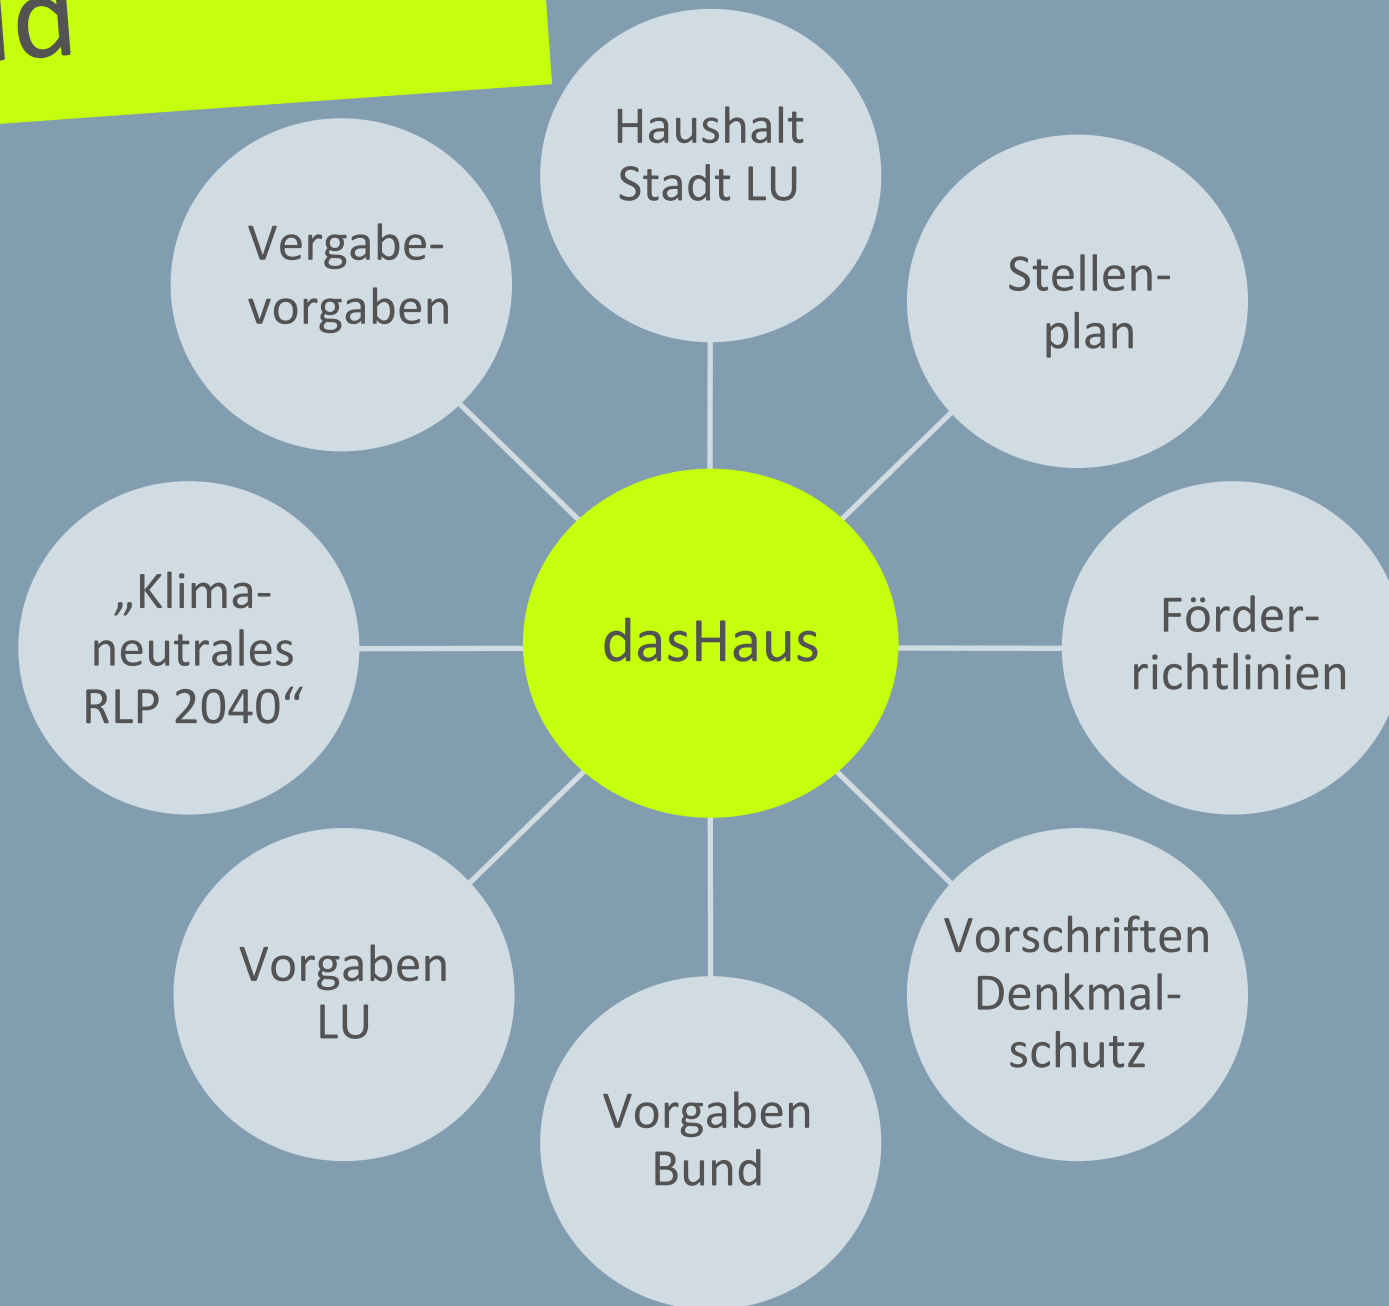 Haushalt
Stadt LU
Stellen-
plan
Förder-
richtlinien
Vorschriften
Denkmal-
schutz
Vorgaben
Bund
Vorgaben
LU
„Klima-
neutrales
RLP 2040“
Vergabe-
vorgaben
dasHaus